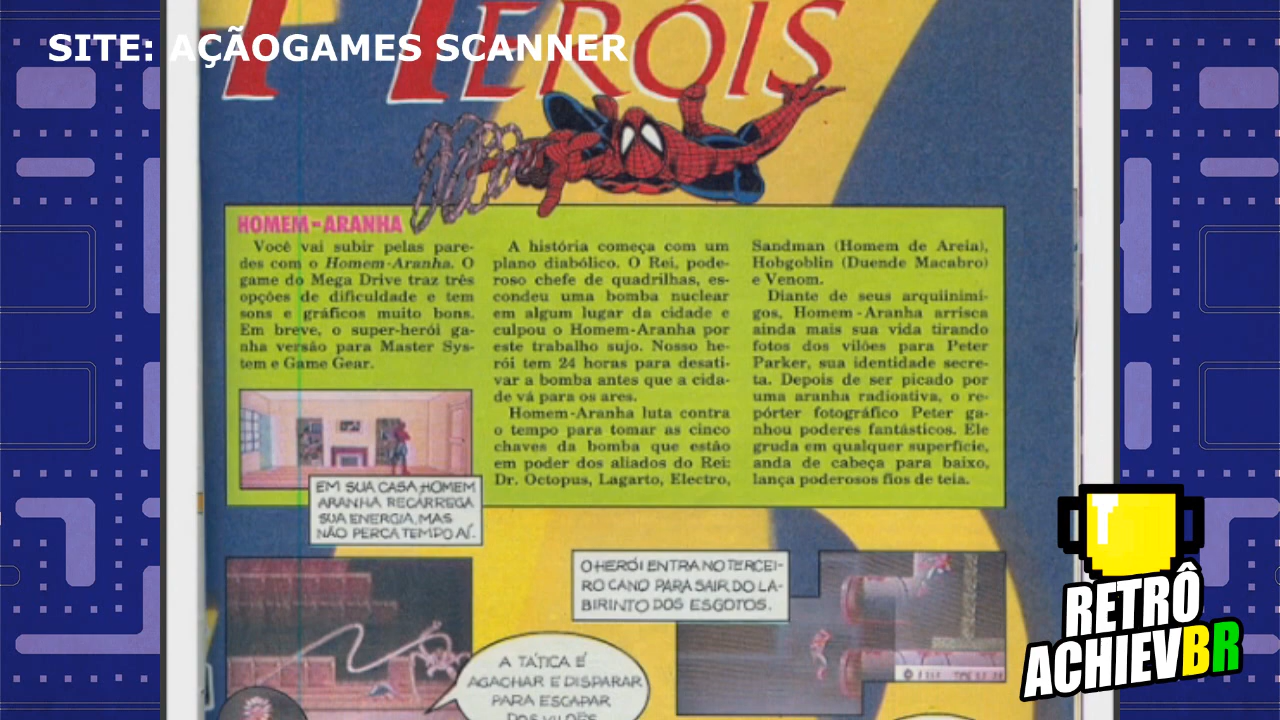 SITE: AÇÃOGAMES SCANNER
HERÓIS
HOMEM-ARANHA
Você vai subir pelas pare-
des com o Homem-Aranha. O
game do Mega Drive traz três
opções de dificuldade e tem
sons e gráficos muito bons.
Em breve, o super-herói ga-
nha versão para Master Sys-
tem e Game Gear.
A história começa com um
plano diabólico. O Rei, pode-
roso chefe de quadrilhas, es-
condeu uma bomba nuclear
em algum lugar da cidade e
culpou o Homem-Aranha por
este trabalho sujo. Nosso he-
rói tem 24 horas para desati-
var a bomba antes que a cida-
de vá para os ares.
Homem-Aranha luta contra
o tempo para tomar as cinco
chaves da bomba que estão
em poder dos aliados do Rei:
Dr. Octopus, Lagarto, Electro,
Sandman (Homem de Areia),
Hobgoblin (Duende Macabro)
e Venom.
Diante de seus arquiinimi-
gos, Homem-Aranha arrisca
ainda mais sua vida tirando
fotos dos vilões para Peter
Parker, sua identidade secre-
ta. Depois de ser picado por
uma aranha radioativa, o re-
pórter fotográfico Peter ga-
nhou poderes fantásticos. Ele
gruda em qualquer superfície,
anda de cabeça para baixo,
lança poderosos fios de teia.
EM SUA CASA HOMEM
ARANHA RECARREGA
SUA ENERGIA, MAS
NÃO PERCA TEMPO AÍ.
O HERÓI ENTRA NO TERCEI-
RO CANO PARA SAIR DO LA-
BIRINTO DOS ESGOTOS.
A TÁTICA É
AGACHAR E DISPARAR
PARA ESCAPAR
DOS VILÕES
RETRÔ
ACHIEVBR